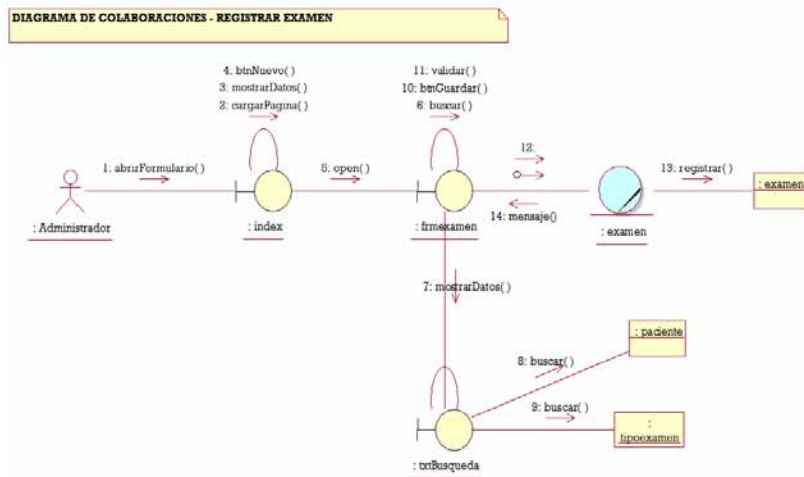 DIAGRAMA DE COLABORACIONES - REGISTRAR EXAMEN
4: btnNuevo( )
3: mostrarDatos( )
2: cargarPagina( )
11: validar( )
10: btnGuardar( )
6: buscar( )
1: abrirFormulario( )
5: open( )
12:
13: registrar( )
: examen
14: mensaje()
: Administrador
: index
: frmexamen
: examen
7: mostrarDatos( )
: paciente
8: buscar( )
9: buscar( )
:
tipoexamen
: txtBusqueda